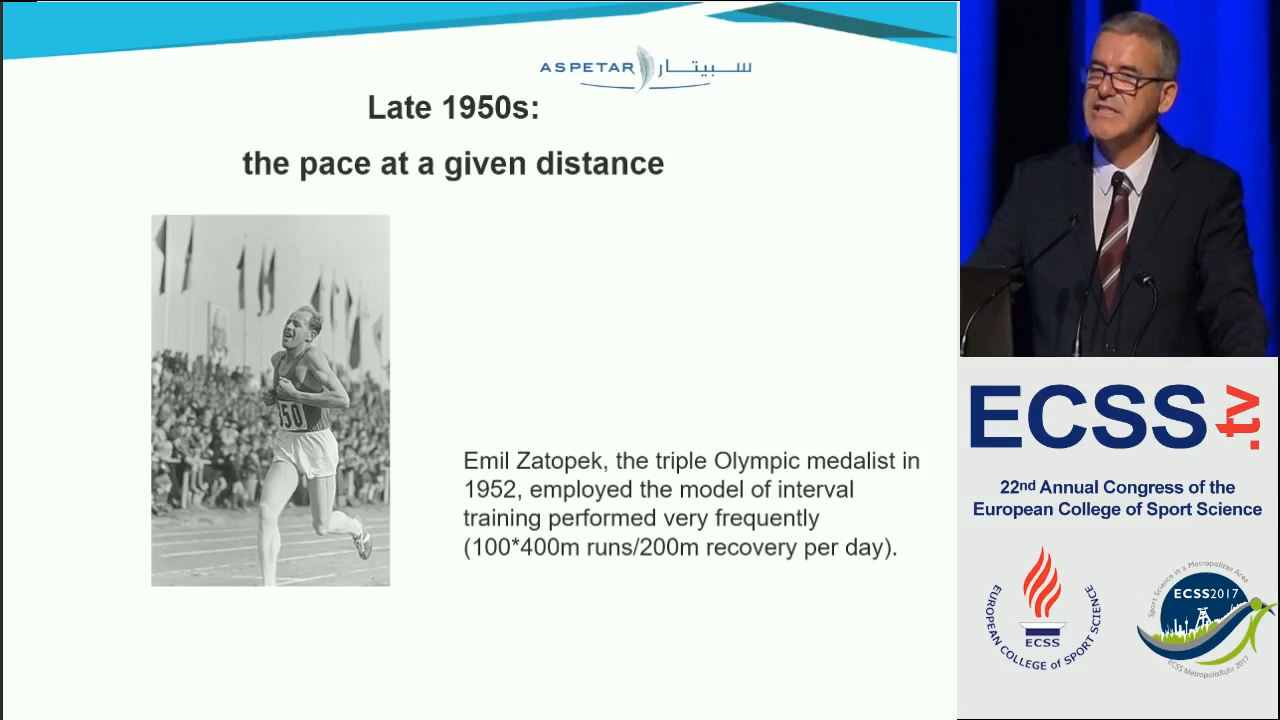 ASPETAR سبيتار
Late 1950s:
the pace at a given distance
150
Emil Zatopek, the triple Olympic medalist in
1952, employed the model of interval
training performed very frequently
(100*400m runs/200m recovery per day).
ECSS.tv
22nd Annual Congress of the
European College of Sport Science
EUROPEAN COLLEGE of SPORT SCIENCE
ECSS
Sport Science in a Metropolitan Area
ECSS2017
ECSS MetropolisRuhr 2017